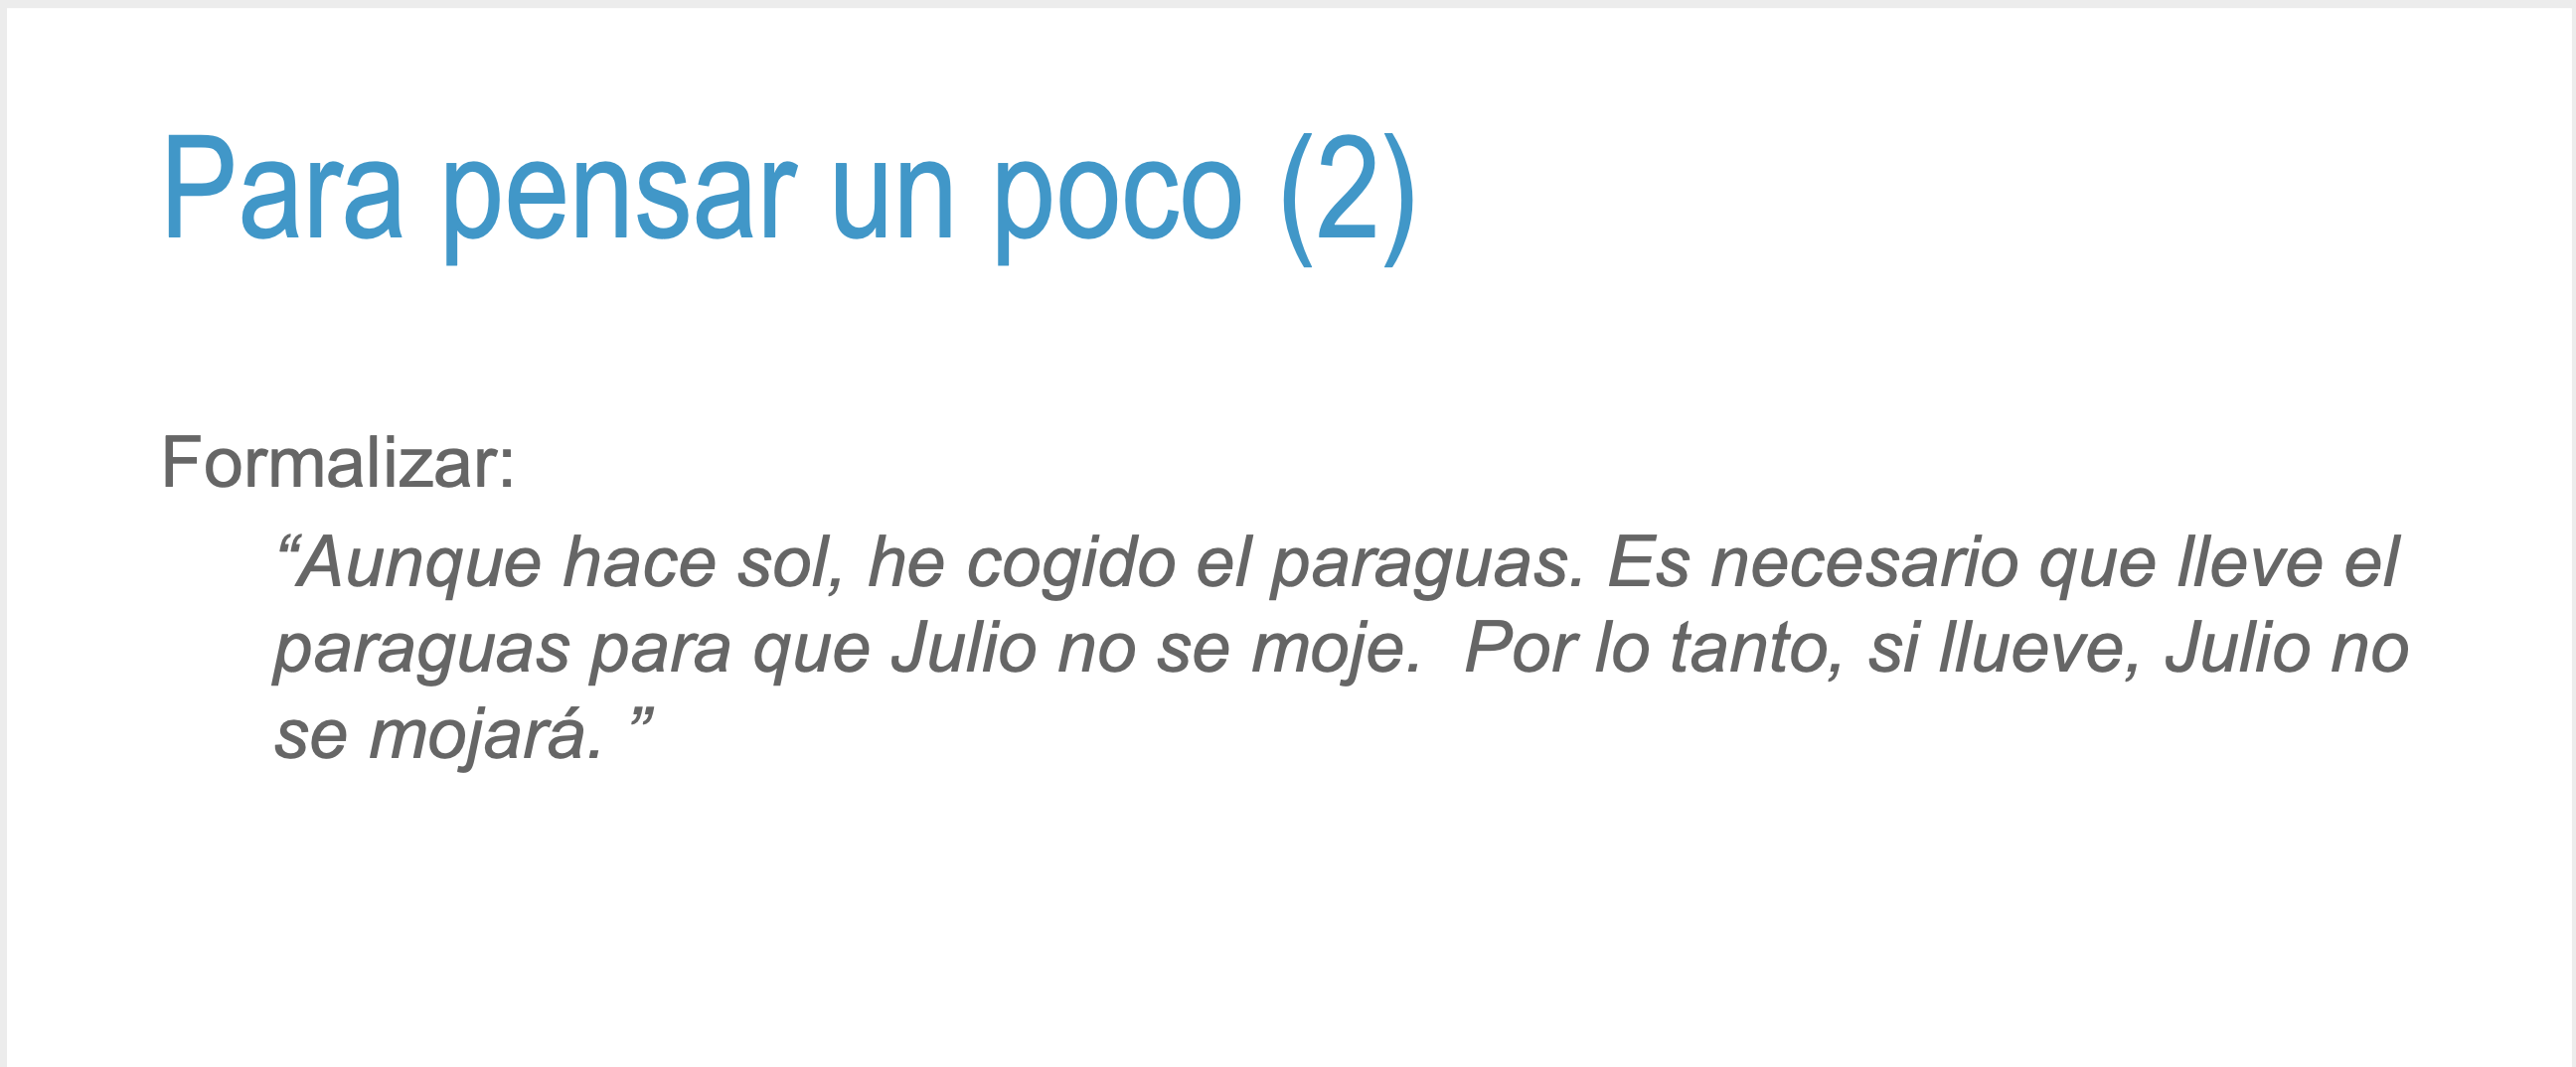 Para pensar un poco (2)
Formalizar:
“Aunque hace sol, he cogido el paraguas. Es necesario que lleve el
paraguas para que Julio no se moje.  Por lo tanto, si llueve, Julio no
se mojará. ”